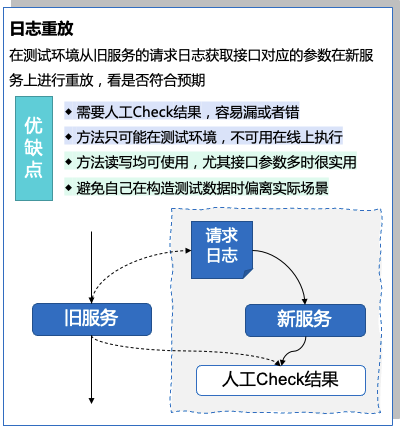 日志重放
在测试环境从旧服务的请求日志获取接口对应的参数在新服
务上进行重放，看是否符合预期
优
缺
点
◆ 需要人工Check结果，容易漏或者错
◆ 方法只可能在测试环境，不可用在线上执行
◆ 方法读写均可使用，尤其接口参数多时很实用
◆ 避免自己在构造测试数据时偏离实际场景
请求
日志
旧服务
新服务
人工Check结果